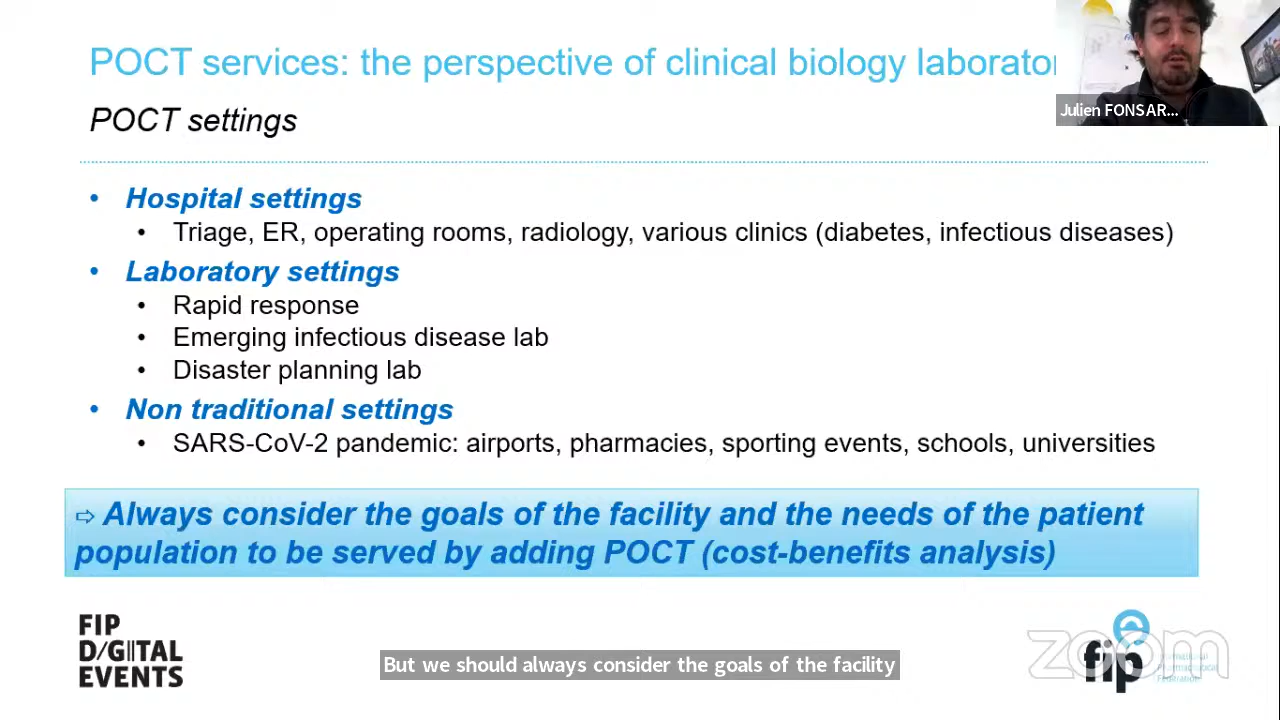 POCT services: the perspective of clinical biology laborator
Julien FONSAR...
POCT settings
• Hospital settings
• Triage, ER, operating rooms, radiology, various clinics (diabetes, infectious diseases)
• Laboratory settings
• Rapid response
• Emerging infectious disease lab
• Disaster planning lab
• Non traditional settings
• SARS-CoV-2 pandemic: airports, pharmacies, sporting events, schools, universities
⇨ Always consider the goals of the facility and the needs of the patient
population to be served by adding POCT (cost-benefits analysis)
FIP
D/G|TAL
EVENTS
But we should always consider the goals of the facility
zoom
fip
Pharmaceutical
Federation